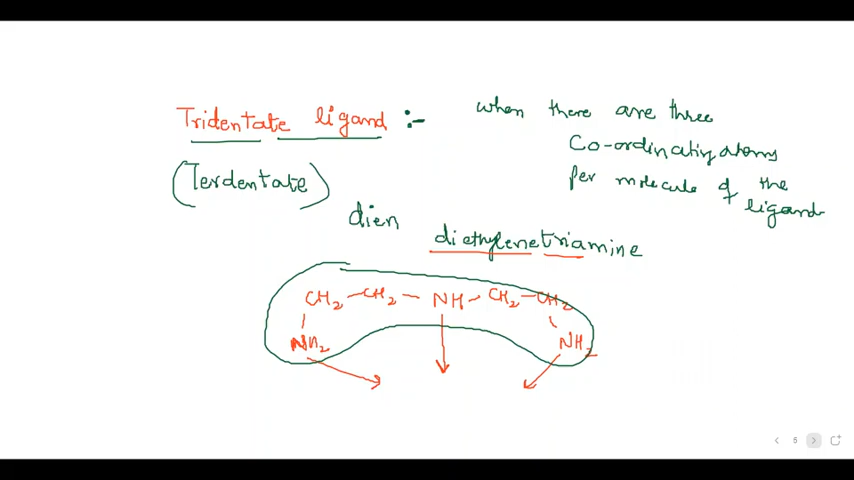 Tridentate ligand :-
when there are three
Co-ordinating atoms
Per molecule of the
ligand
(Terdentate)
dien
diethylenetriamine
CH2 - CH2 - NH - CH2 - CH2
NH2 NH2
5